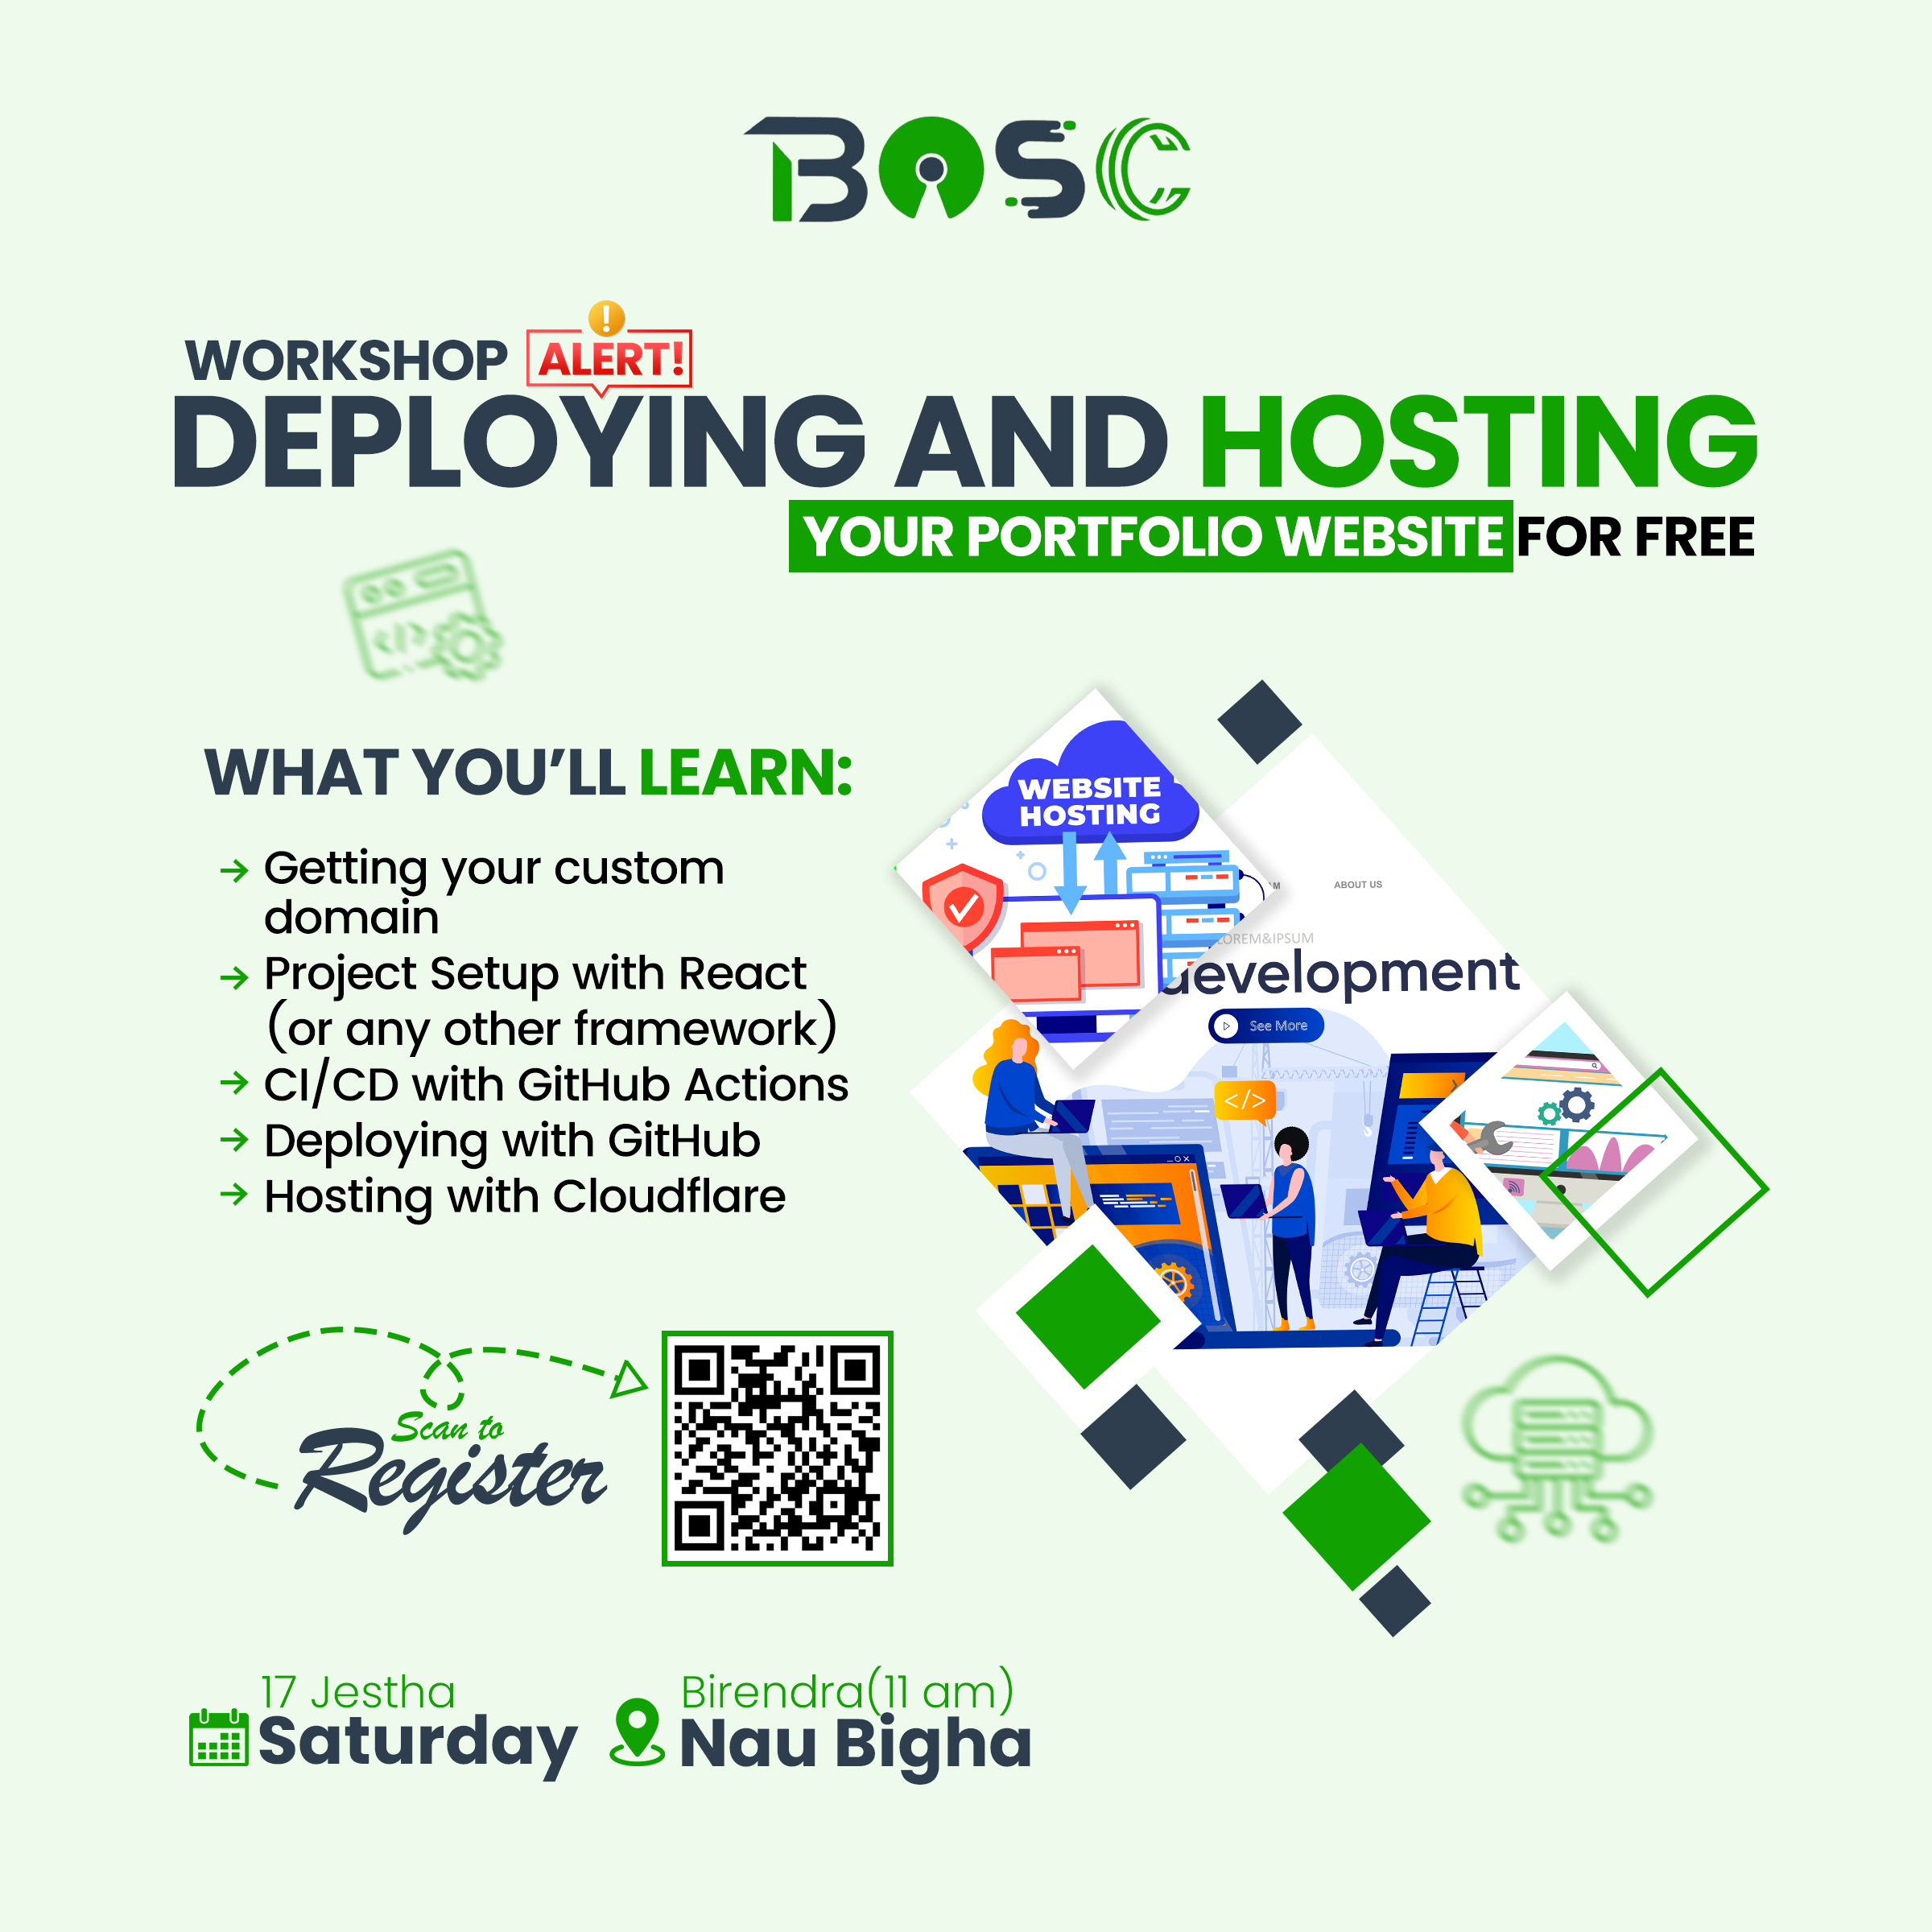 BOSC
WORKSHOP ALERT!
DEPLOYING AND HOSTING
YOUR PORTFOLIO WEBSITE FOR FREE
WHAT YOU'LL LEARN:
Getting your custom
domain
Project Setup with React
(or any other framework)
CI/CD with GitHub Actions
Deploying with GitHub
Hosting with Cloudflare
WEBSITE
HOSTING
ABOUT US
LOREM&IPSUM
development
See More
</>
Scan to
Register
17 Jestha
Saturday
Birendra(11 am)
Nau Bigha